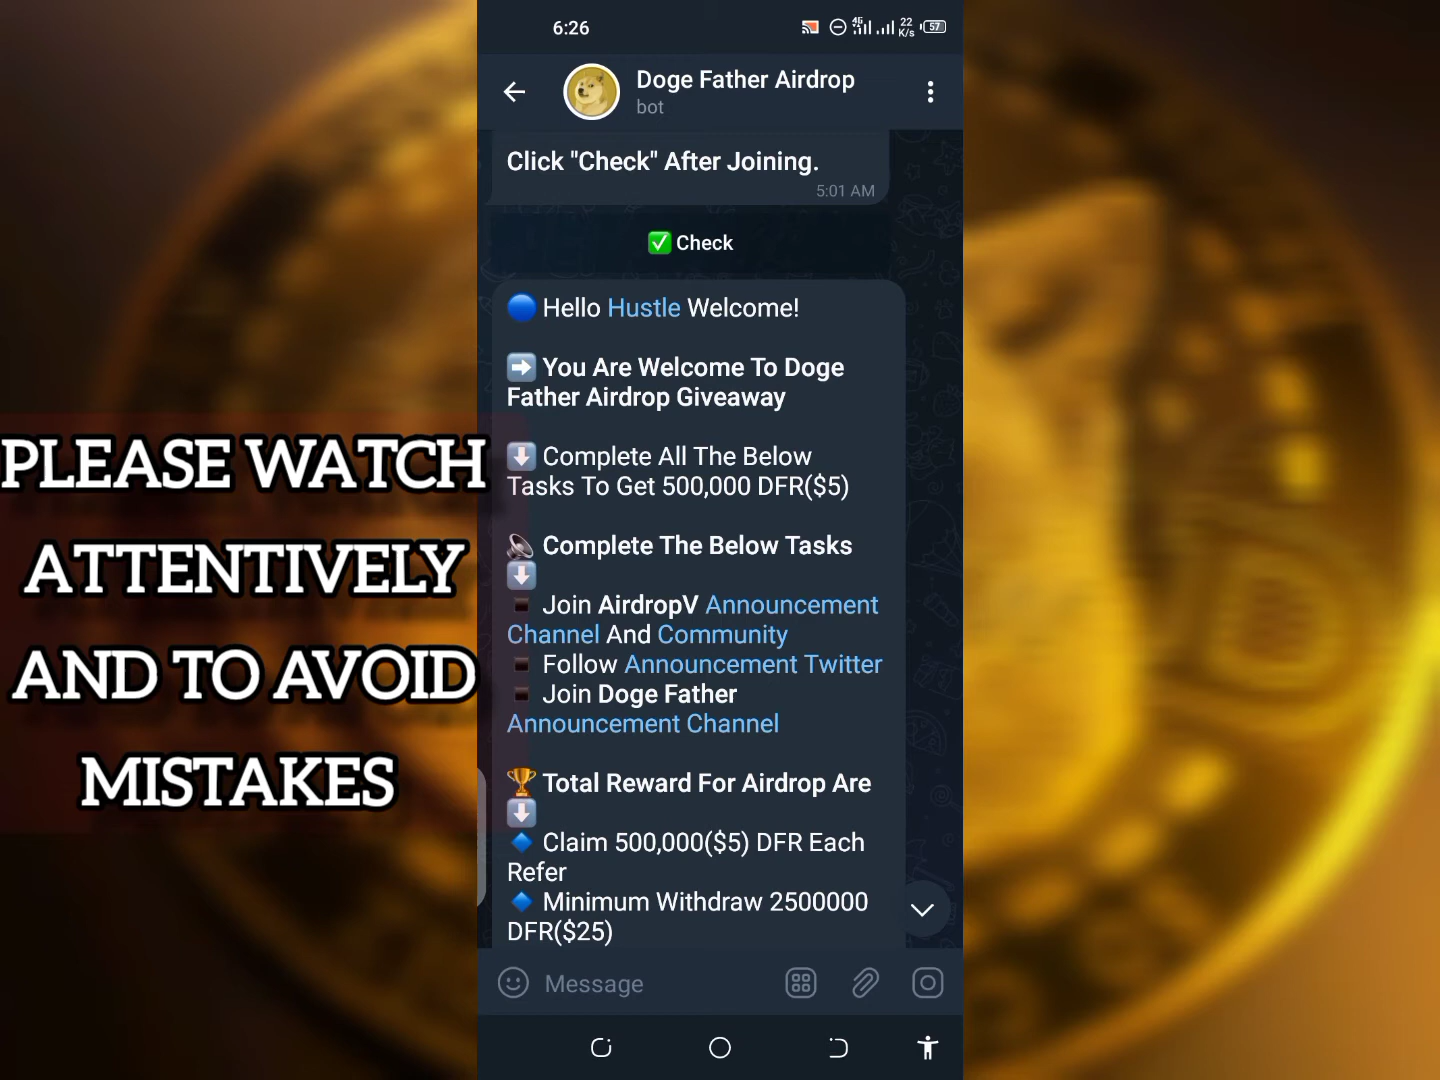 PLEASE WATCH
ATTENTIVELY
AND TO AVOID
MISTAKES
6:26
4G
22
K/s
57
Doge Father Airdrop
bot
Click "Check" After Joining.
5:01 AM
✅ Check
🔵 Hello Hustle Welcome!
➡️ You Are Welcome To Doge
Father Airdrop Giveaway
⬇️ Complete All The Below
Tasks To Get 500,000 DFR($5)
🔈 Complete The Below Tasks
⬇️
▪️ Join AirdropV Announcement
Channel And Community
▪️ Follow Announcement Twitter
▪️ Join Doge Father
Announcement Channel
🏆 Total Reward For Airdrop Are
⬇️
🔹 Claim 500,000($5) DFR Each
Refer
🔹 Minimum Withdraw 2500000
DFR($25)
Message